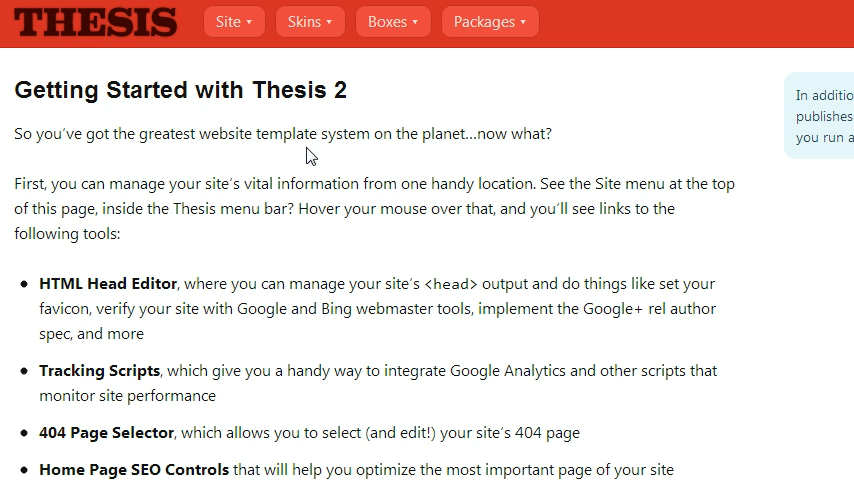 THESIS Site ▾ Skins ▾ Boxes ▾ Packages ▾
Getting Started with Thesis 2
So you've got the greatest website template system on the planet...now what?
First, you can manage your site's vital information from one handy location. See the Site menu at the top
of this page, inside the Thesis menu bar? Hover your mouse over that, and you'll see links to the
following tools:
• HTML Head Editor, where you can manage your site's <head> output and do things like set your
favicon, verify your site with Google and Bing webmaster tools, implement the Google+ rel author
spec, and more
• Tracking Scripts, which give you a handy way to integrate Google Analytics and other scripts that
monitor site performance
• 404 Page Selector, which allows you to select (and edit!) your site's 404 page
• Home Page SEO Controls that will help you optimize the most important page of your site
In additio
publishes
you run a